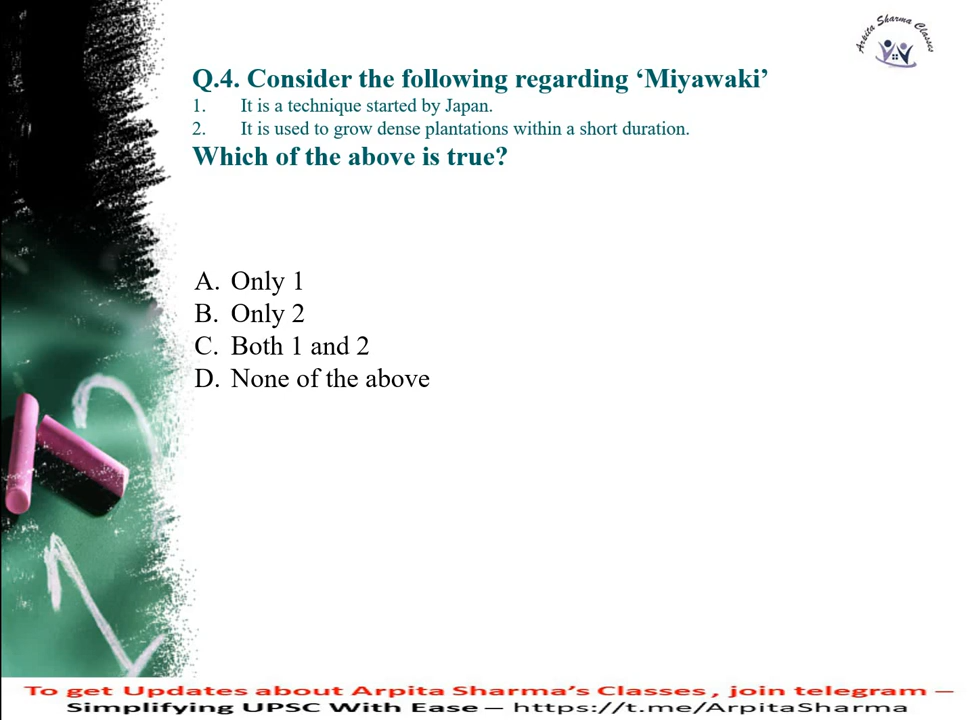 Arpita Sharma Classes
Q.4. Consider the following regarding ‘Miyawaki’
1. It is a technique started by Japan.
2. It is used to grow dense plantations within a short duration.
Which of the above is true?
A. Only 1
B. Only 2
C. Both 1 and 2
D. None of the above
To get Updates about Arpita Sharma’s Classes , join telegram –
Simplifying UPSC With Ease – https://t.me/ArpitaSharma